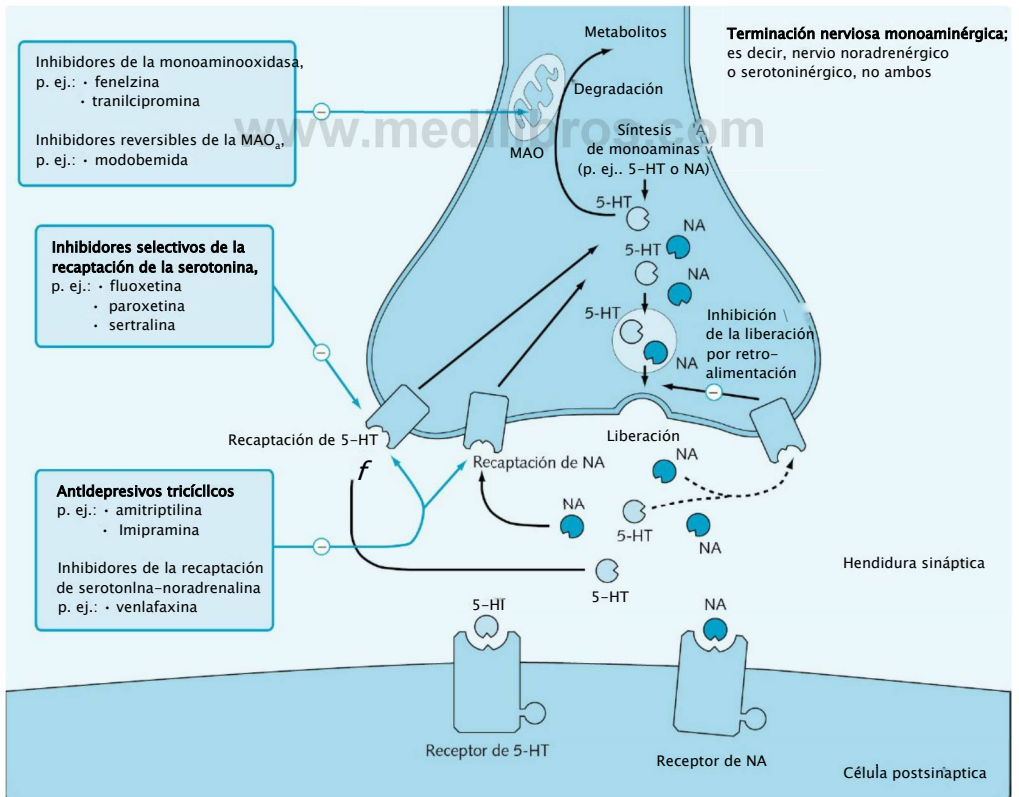 Metabolitos
Terminación nerviosa monoaminérgica;
es decir, nervio noradrenérgico
o serotoninérgico, no ambos
Inhibidores de la monoaminooxidasa,
p. ej.: · fenelzina
· tranilcipromina
Inhibidores reversibles de la MAOa,
p. ej.: · modobemida
Degradación
www.medilibros.com
MAO
Síntesis
de monoaminas
(p. ej.. 5-HT o NA)
5-HT
NA
5-HT
NA
5-HT
NA
Inhibición
de la liberación
por retro-
alimentación
Inhibidores selectivos de la
recaptación de la serotonina,
p. ej.: · fluoxetina
· paroxetina
· sertralina
Recaptación de 5-HT
f
Recaptación de NA
Liberación
NA
NA
5-HT
NA
5-HT
Antldepresivos tricícllcos
p. ej.: · amitriptilina
· Imipramina
Inhibidores de la recaptación
de serotonlna-noradrenalina
p. ej.: · venlafaxina
Hendidura sináptica
5-HT
NA
Receptor de 5-HT
Receptor de NA
Célula postsinaptica